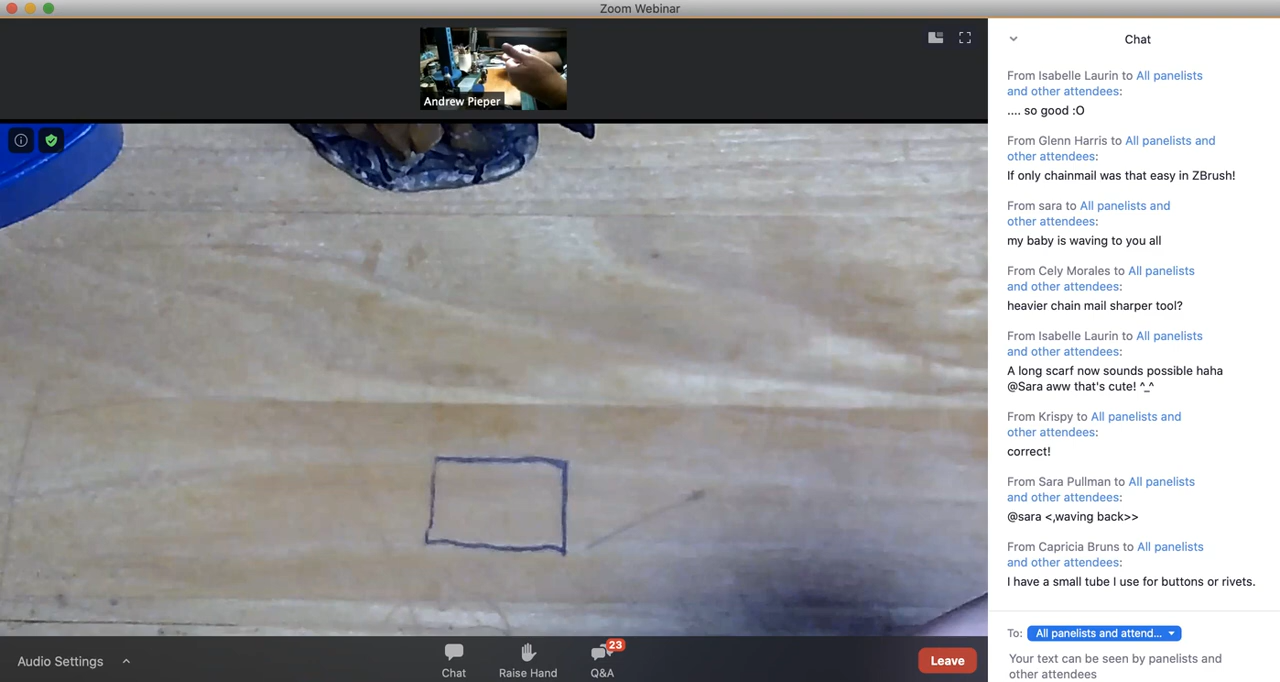 Zoom Webinar
Andrew Pieper
Chat
From Isabelle Laurin to All panelists
and other attendees:
.... so good :O
From Glenn Harris to All panelists and
other attendees:
If only chainmail was that easy in ZBrush!
From sara to All panelists and
other attendees:
my baby is waving to you all
From Cely Morales to All panelists
and other attendees:
heavier chain mail sharper tool?
From Isabelle Laurin to All panelists
and other attendees:
A long scarf now sounds possible haha
@Sara aww that's cute! ^_^
From Krispy to All panelists and
other attendees:
correct!
From Sara Pullman to All panelists
and other attendees:
@sara <,waving back>>
From Capricia Bruns to All panelists
and other attendees:
I have a small tube I use for buttons or rivets.
To: All panelists and attend...
Your text can be seen by panelists and
other attendees
Audio Settings
Chat
Raise Hand
23
Q&A
Leave